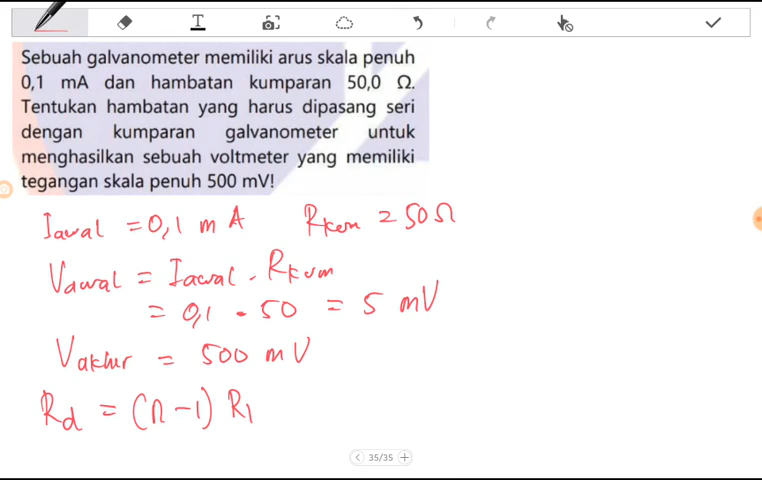 Sebuah galvanometer memiliki arus skala penuh
0,1 mA dan hambatan kumparan 50,0 Ω.
Tentukan hambatan yang harus dipasang seri
dengan kumparan galvanometer untuk
menghasilkan sebuah voltmeter yang memiliki
tegangan skala penuh 500 mV!
Iawal = 0,1 mA Rkum = 50 Ω
Vawal = Iawal . Rkum
= 0,1 . 50 = 5 mV
Vakhir = 500 mV
Rd = (n - 1) R1
35/35